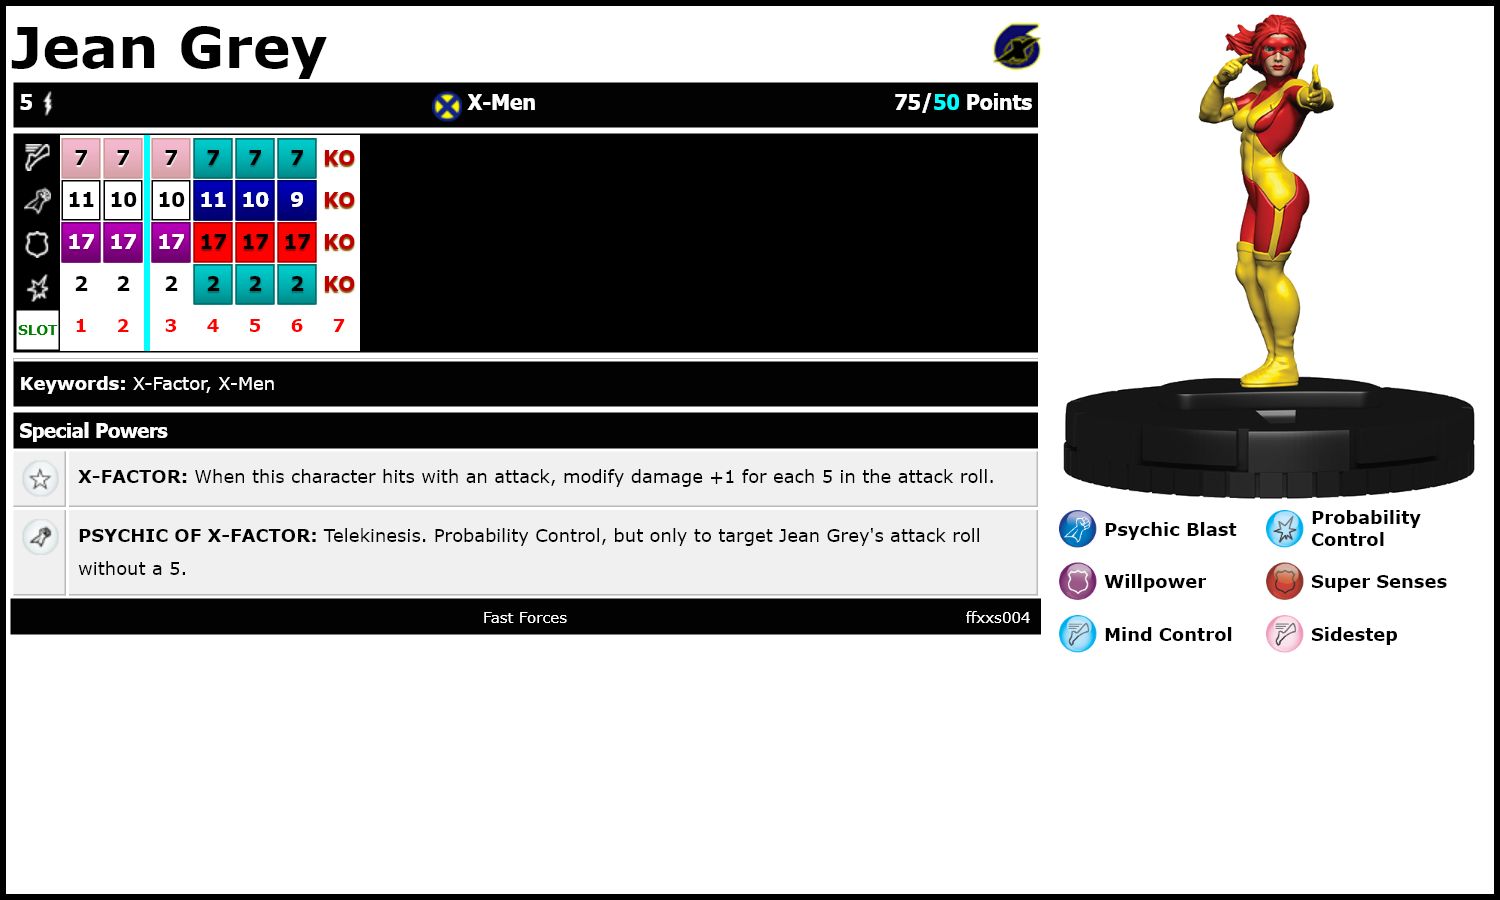 Jean Grey
5 X-Men 75/50 Points
7 7 7 7 7 7 KO
11 10 10 11 10 9 KO
17 17 17 17 17 17 KO
2 2 2 2 2 2 KO
SLOT 1 2 3 4 5 6 7
Keywords: X-Factor, X-Men
Special Powers
X-FACTOR: When this character hits with an attack, modify damage +1 for each 5 in the attack roll.
PSYCHIC OF X-FACTOR: Telekinesis. Probability Control, but only to target Jean Grey's attack roll
without a 5.
Fast Forces ffxxs004
Psychic Blast
Probability
Control
Willpower
Super Senses
Mind Control
Sidestep